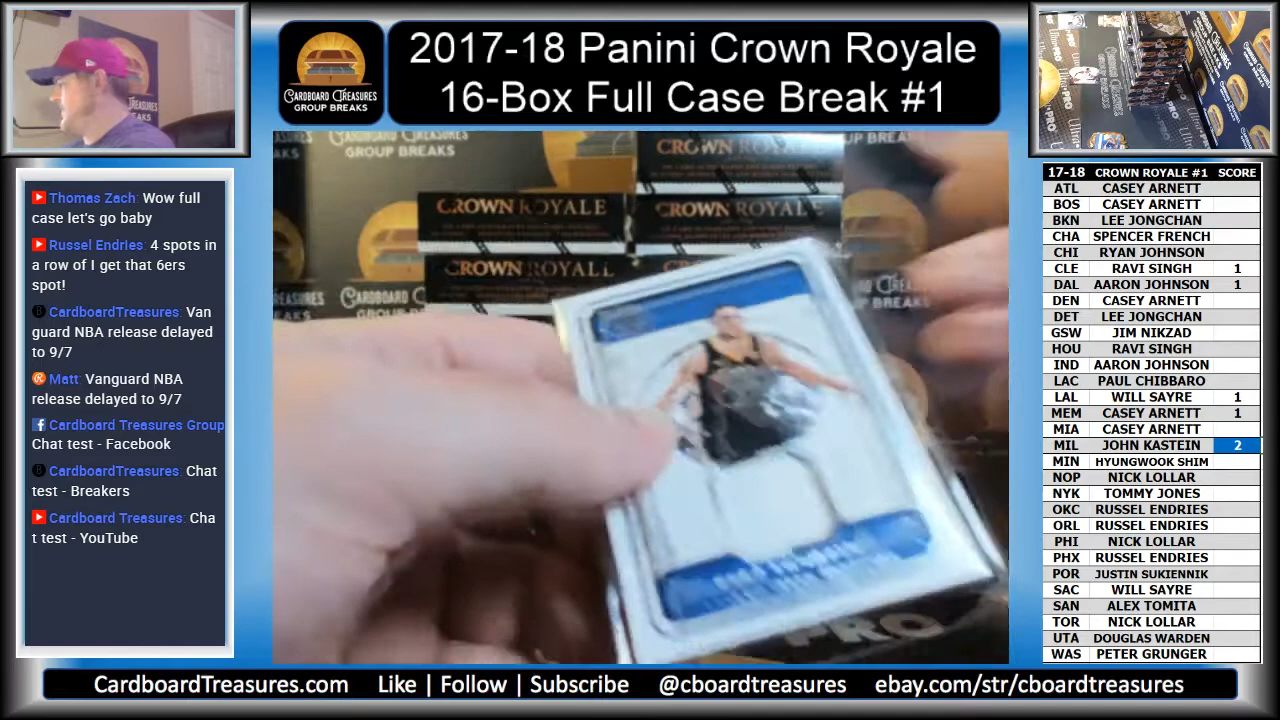 2017-18 Panini Crown Royale
16-Box Full Case Break #1
CARDBOARD TREASURES
GROUP BREAKS
Thomas Zach: Wow full
case let's go baby
Russel Endries: 4 spots in
a row of I get that 6ers
spot!
CardboardTreasures: Van
guard NBA release delayed
to 9/7
Matt: Vanguard NBA
release delayed to 9/7
Cardboard Treasures Group
Chat test - Facebook
CardboardTreasures: Chat
test - Breakers
Cardboard Treasures: Cha
t test - YouTube
CARDBOARD TREASURES
GROUP BREAKS
CROWN ROYALE
CROWN ROYALE
CROWN ROYALE
CROWN ROYALE
PRO
17-18 CROWN ROYALE #1 SCORE
ATL CASEY ARNETT
BOS CASEY ARNETT
BKN LEE JONGCHAN
CHA SPENCER FRENCH
CHI RYAN JOHNSON
CLE RAVI SINGH 1
DAL AARON JOHNSON 1
DEN CASEY ARNETT
DET LEE JONGCHAN
GSW JIM NIKZAD
HOU RAVI SINGH
IND AARON JOHNSON
LAC PAUL CHIBBARO
LAL WILL SAYRE 1
MEM CASEY ARNETT 1
MIA CASEY ARNETT
MIL JOHN KASTEIN 2
MIN HYUNGWOOK SHIM
NOP NICK LOLLAR
NYK TOMMY JONES
OKC RUSSEL ENDRIES
ORL RUSSEL ENDRIES
PHI NICK LOLLAR
PHX RUSSEL ENDRIES
POR JUSTIN SUKIENNIK
SAC WILL SAYRE
SAN ALEX TOMITA
TOR NICK LOLLAR
UTA DOUGLAS WARDEN
WAS PETER GRUNGER
CardboardTreasures.com Like | Follow | Subscribe @cboardtreasures ebay.com/str/cboardtreasures